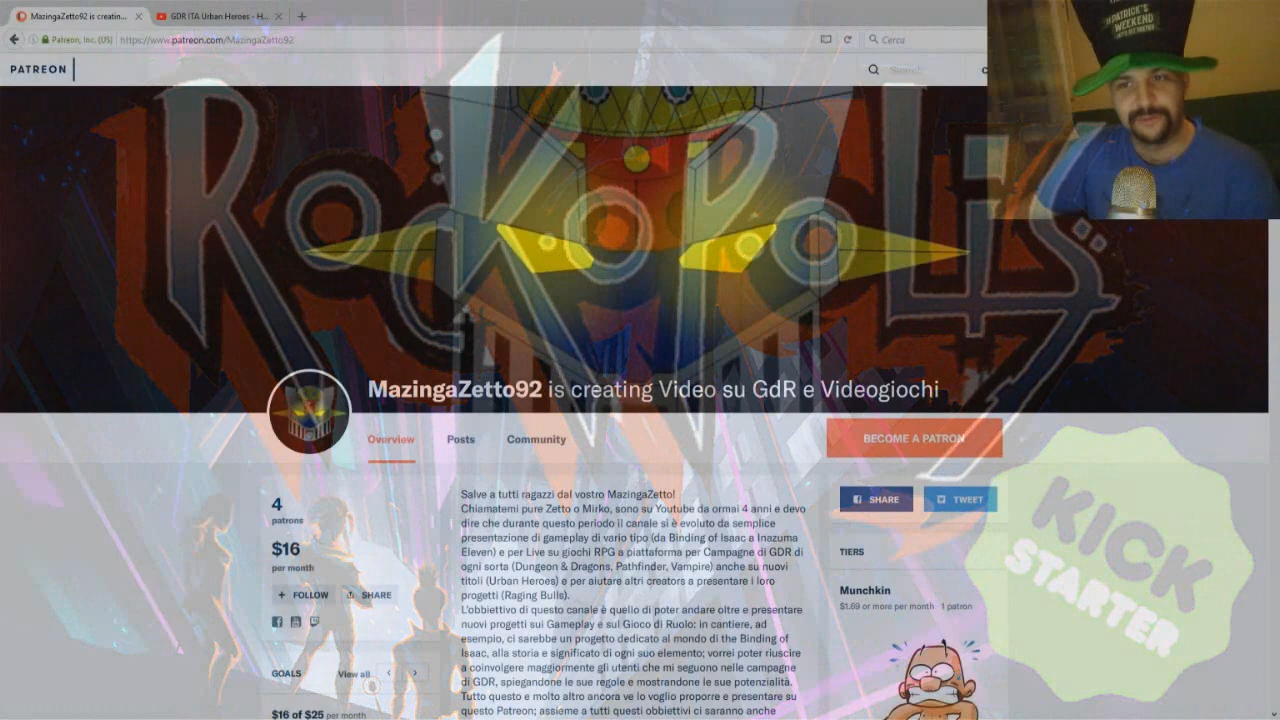 MazingaZetto92 is creatin...
GDR ITA Urban Heroes - H...
Patreon, Inc. (US)
https://www.patreon.com/MazingaZetto92
Cerca
PATREON
Search
PATRICK'S
WEEKEND
ROCKOPOLIS
MazingaZetto92 is creating Video su GdR e Videogiochi
Overview
Posts
Community
BECOME A PATRON
4
patrons
$16
per month
FOLLOW
SHARE
GOALS
View all
$16 of $25 per month
Salve a tutti ragazzi dal vostro MazingaZetto!
Chiamatemi pure Zetto o Mirko, sono su Youtube da ormai 4 anni e devo
dire che durante questo periodo il canale si è evoluto da semplice
presentazione di gameplay di vario tipo (da Binding of Isaac a Inazuma
Eleven) e per Live su giochi RPG a piattaforma per Campagne di GDR di
ogni sorta (Dungeon & Dragons, Pathfinder, Vampire) anche su nuovi
titoli (Urban Heroes) e per aiutare altri creators a presentare i loro
progetti (Raging Bulls).
L'obbiettivo di questo canale è quello di poter andare oltre e presentare
nuovi progetti sui Gameplay e sul Gioco di Ruolo: in cantiere, ad
esempio, ci sarebbe un progetto dedicato al mondo di the Binding of
Isaac, alla storia e significato di ogni suo elemento; vorrei poter riuscire
a coinvolgere maggiormente gli utenti che mi seguono nelle campagne
di GDR, spiegandone le sue regole e mostrandone le sue potenzialità.
Tutto questo e molto altro ancora ve lo voglio proporre e presentare su
questo Patreon; assieme a tutti questi obbiettivi ci saranno anche
SHARE
TWEET
TIERS
Munchkin
$1.69 or more per month 1 patron
KICK
STARTER